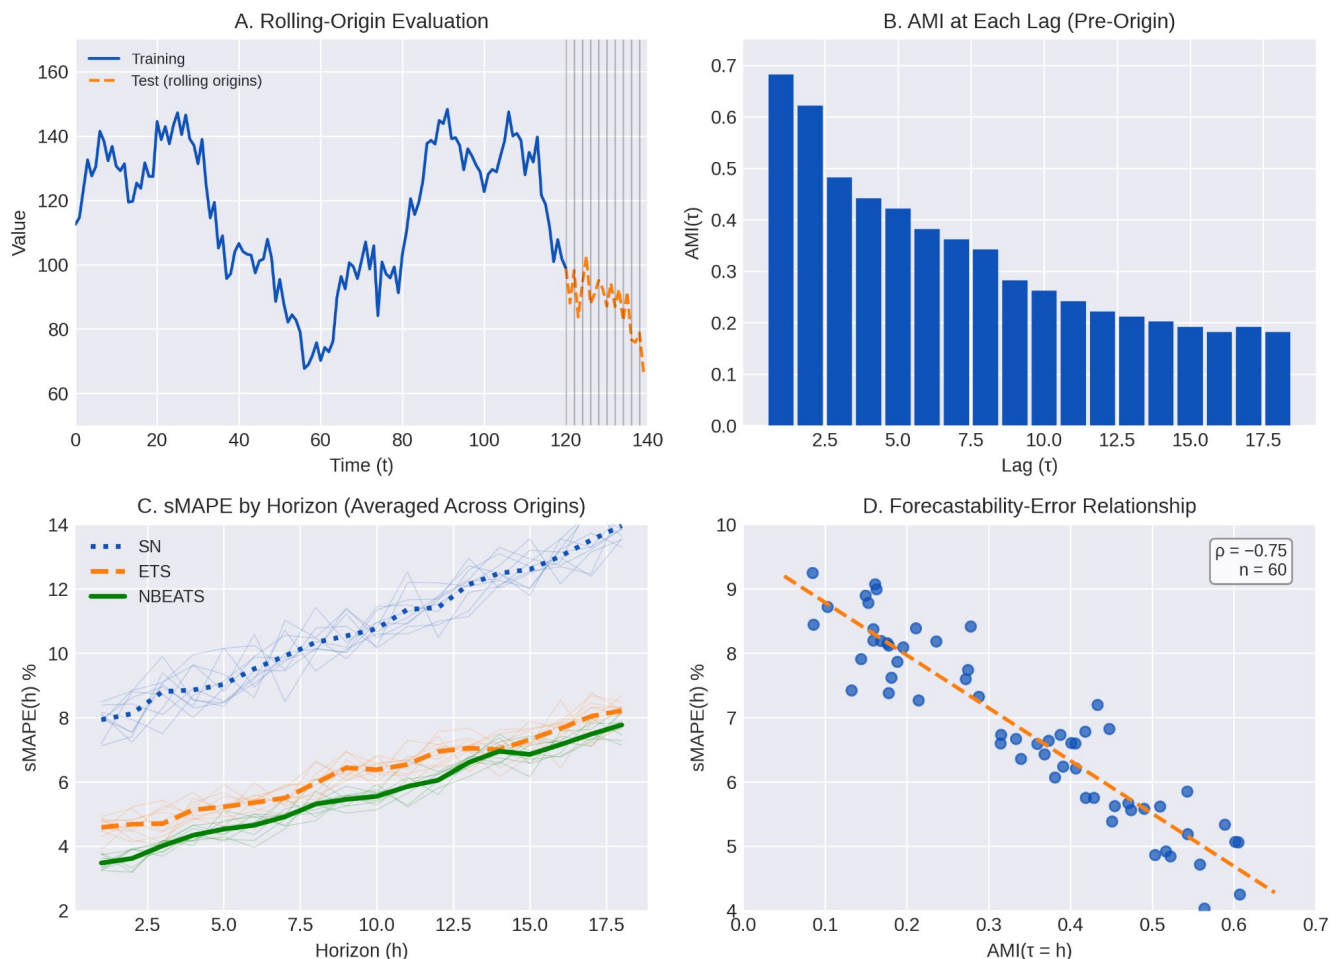 A. Rolling-Origin Evaluation
Training
Test (rolling origins)
160
140
120
100
80
60
0 20 40 60 80 100 120 140
Value
Time (t)
B. AMI at Each Lag (Pre-Origin)
0.7
0.6
0.5
0.4
0.3
0.2
0.1
0.0
2.5 5.0 7.5 10.0 12.5 15.0 17.5
AMI(τ)
Lag (τ)
C. sMAPE by Horizon (Averaged Across Origins)
SN
ETS
NBEATS
14
12
10
8
6
4
2
2.5 5.0 7.5 10.0 12.5 15.0 17.5
sMAPE(h) %
Horizon (h)
D. Forecastability-Error Relationship
ρ = −0.75
n = 60
10
9
8
7
6
5
4
0.0 0.1 0.2 0.3 0.4 0.5 0.6 0.7
sMAPE(h) %
AMI(τ = h)